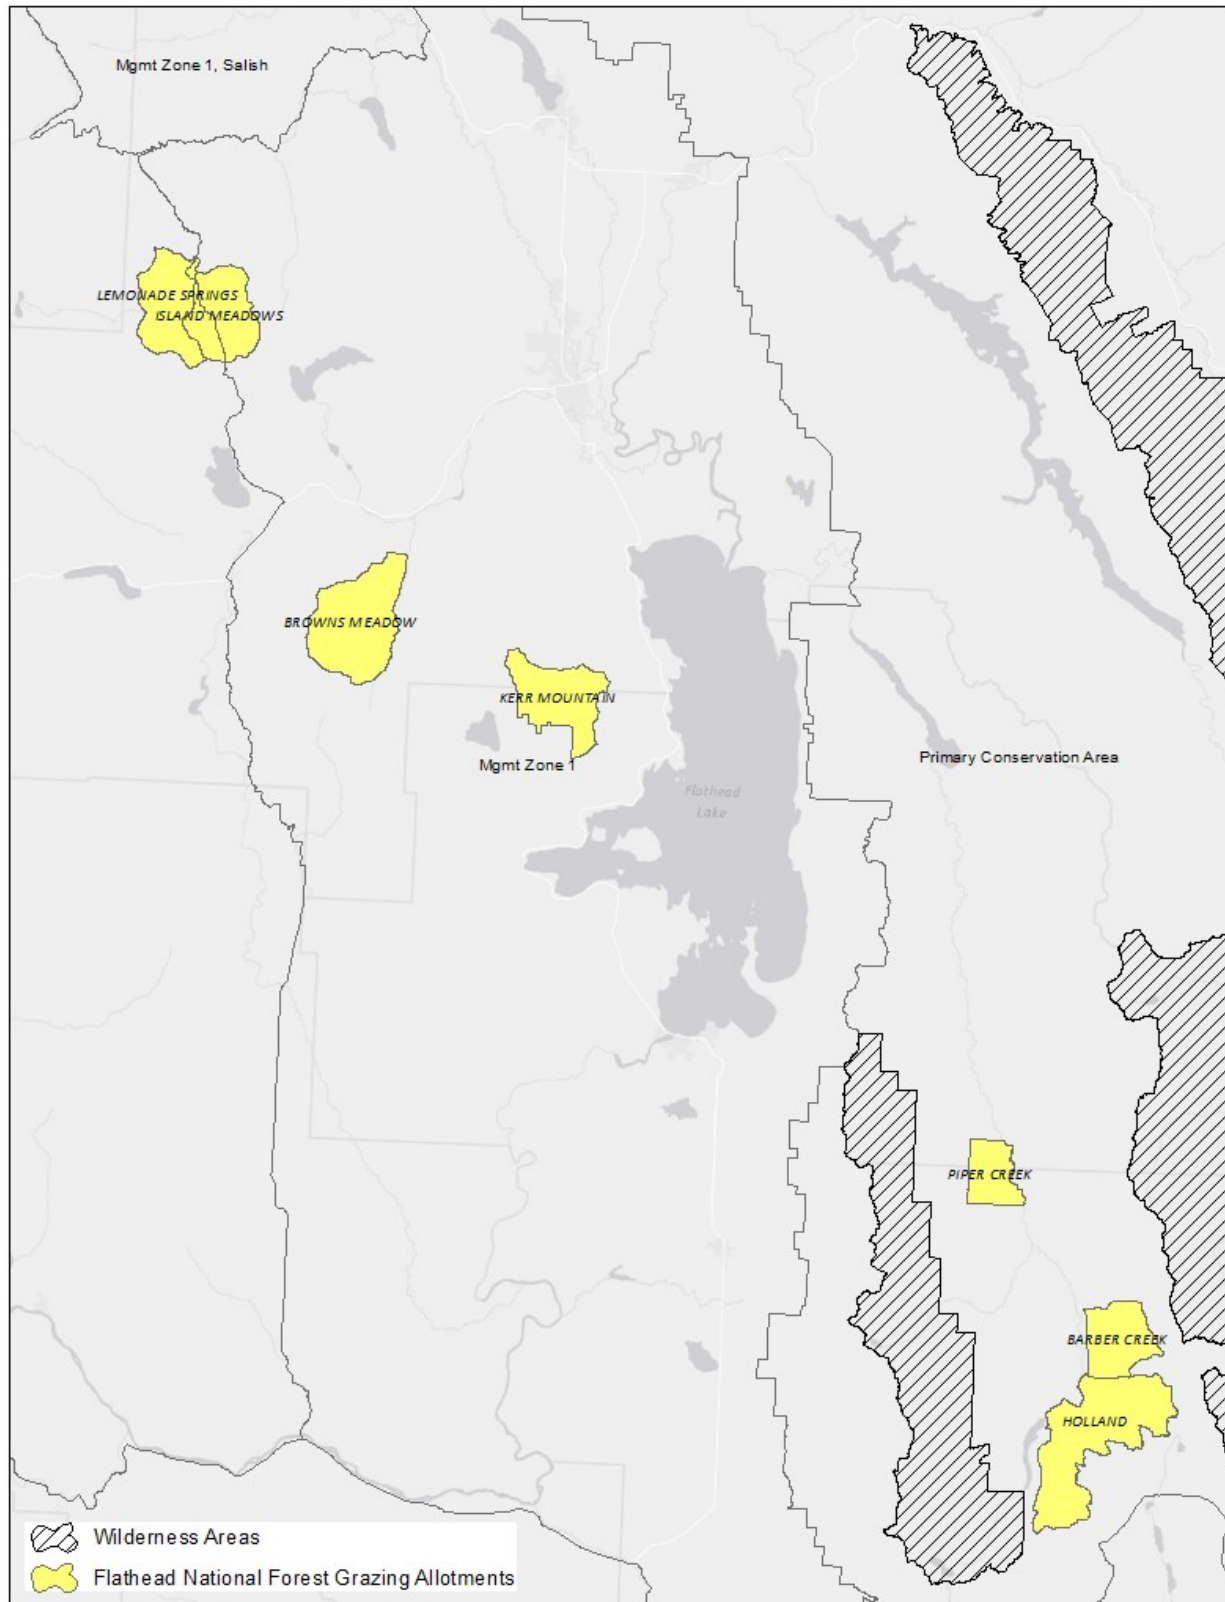 Mgmt Zone 1, Salish
LEMONADE SPRINGS
ISLAND MEADOWS
BROWNS MEADOW
KERR MOUNTAIN
Mgmt Zone 1
Primary Conservation Area
Flathead
Lake
PIPER CREEK
BARBER CREEK
HOLLAND
Wilderness Areas
Flathead National Forest Grazing Allotments